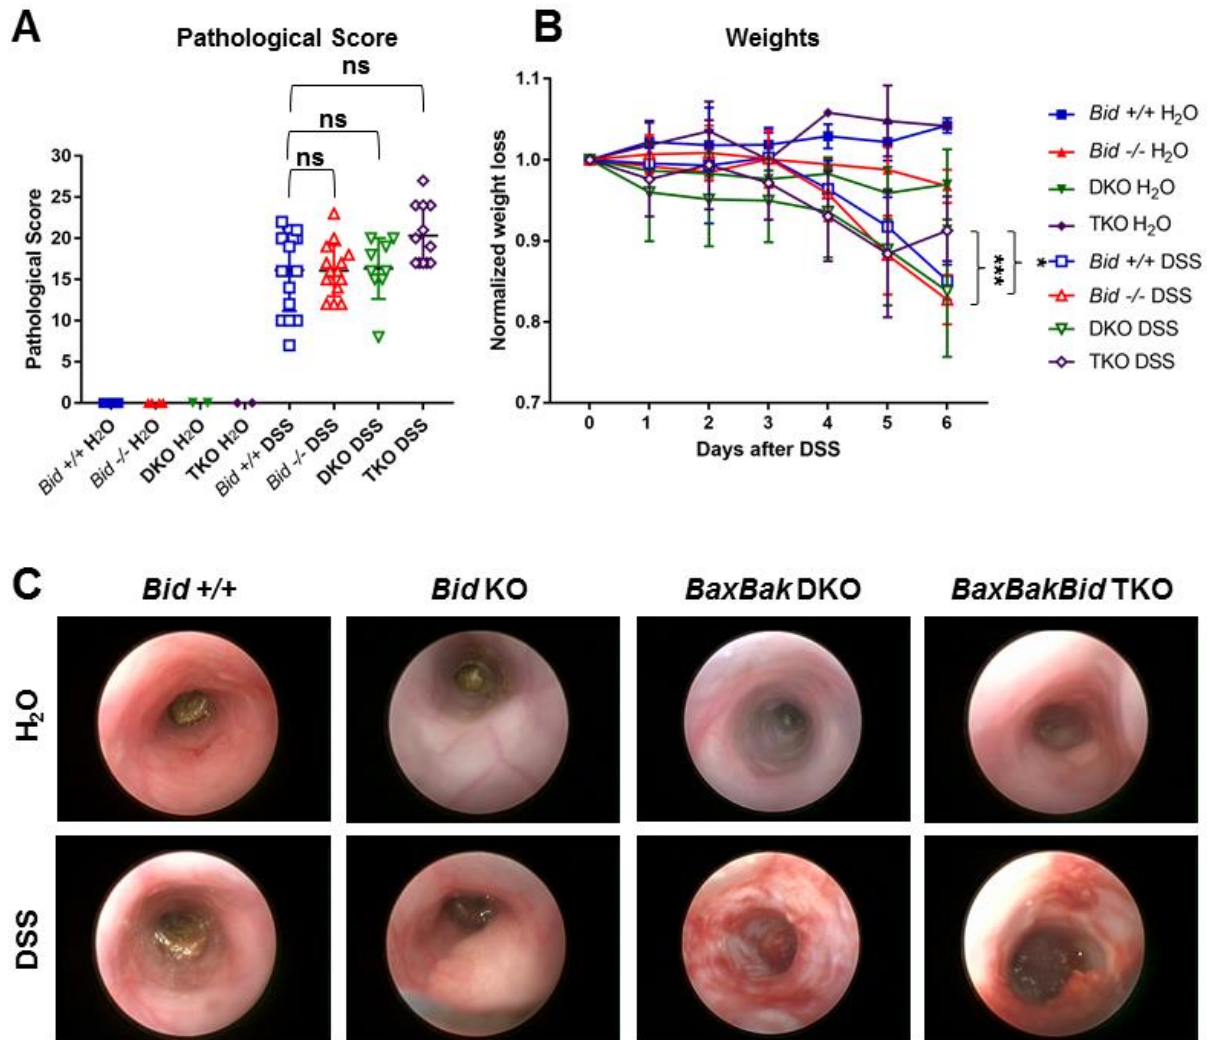 A
Pathological Score
ns
ns
ns
Pathological Score
30
25
20
15
10
5
0
Bid +/+ H2O
Bid -/- H2O
DKO H2O
TKO H2O
Bid +/+ DSS
Bid -/- DSS
DKO DSS
TKO DSS
B
Weights
Normalized weight loss
1.1
1.0
0.9
0.8
0.7
0
1
2
3
4
5
6
Days after DSS
***
*
Bid +/+ H2O
Bid -/- H2O
DKO H2O
TKO H2O
Bid +/+ DSS
Bid -/- DSS
DKO DSS
TKO DSS
C
Bid +/+
Bid KO
BaxBak DKO
BaxBakBid TKO
H2O
DSS